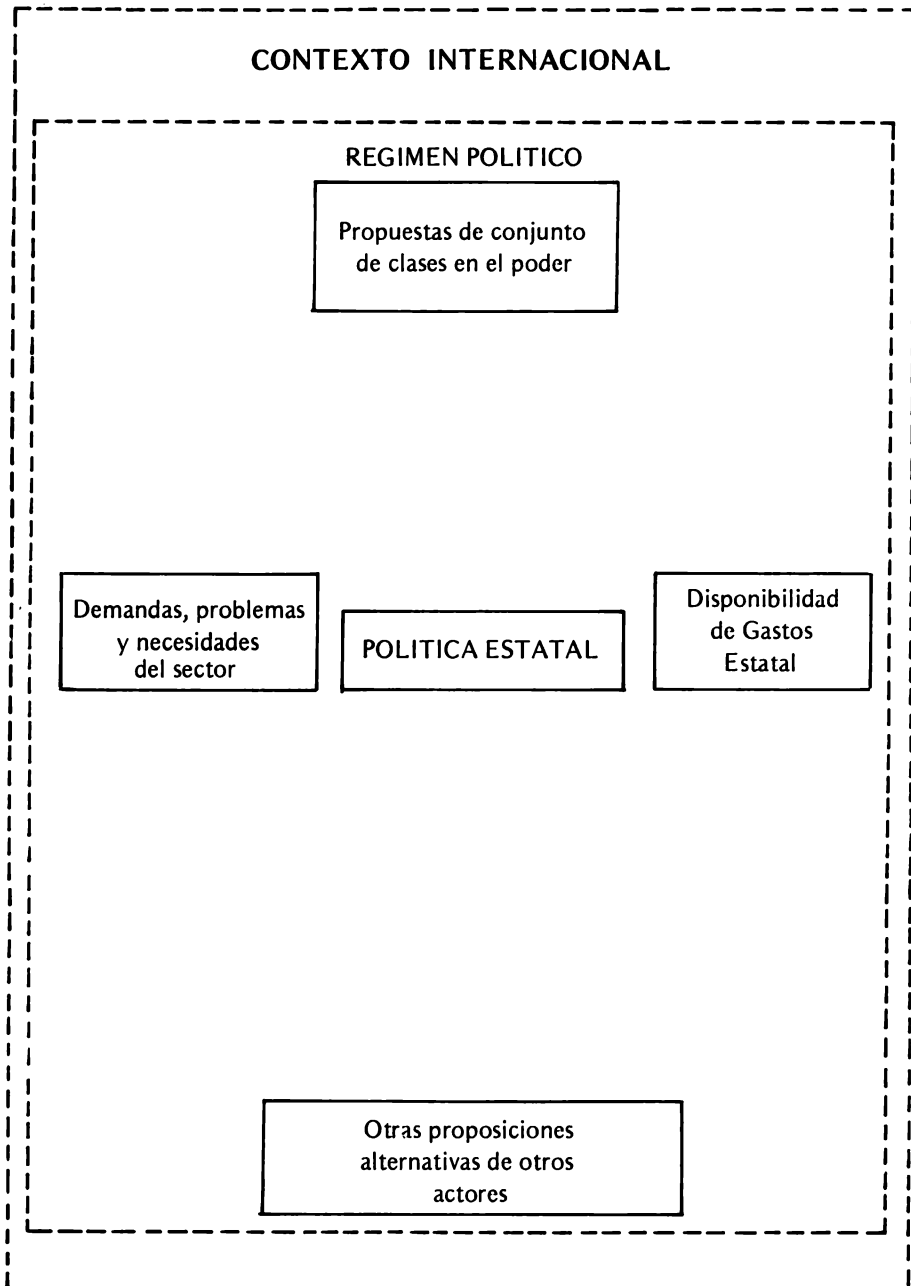 CONTEXTO INTERNACIONAL
REGIMEN POLITICO
Propuestas de conjunto
de clases en el poder
Demandas, problemas
y necesidades
del sector
POLITICA ESTATAL
Disponibilidad
de Gastos
Estatal
Otras proposiciones
alternativas de otros
actores